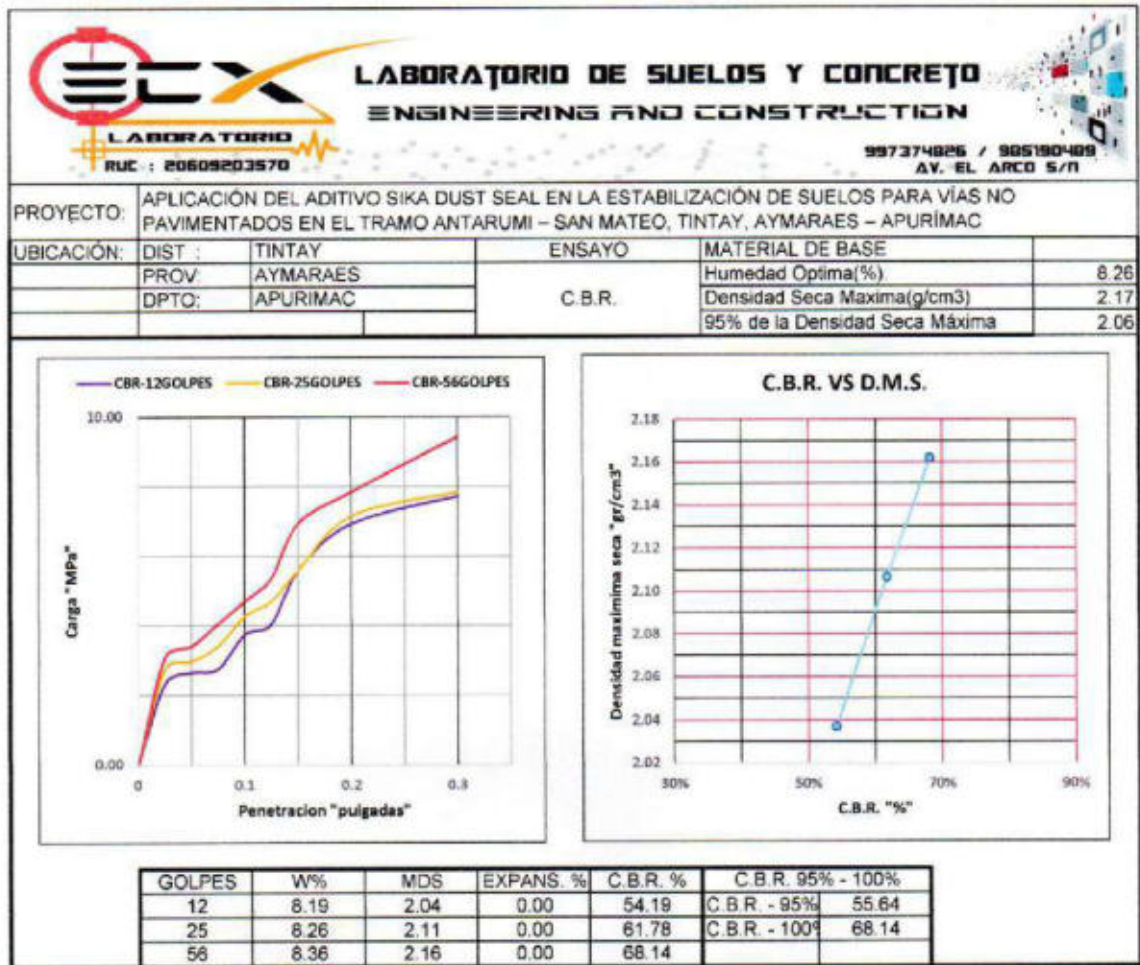 ECX
LABORATORIO
RUC : 20609203570
LABORATORIO DE SUELOS Y CONCRETO
ENGINEERING AND CONSTRUCTION
997374826 / 985190489
AV. EL ARCO S/N
PROYECTO: APLICACIÓN DEL ADITIVO SIKA DUST SEAL EN LA ESTABILIZACIÓN DE SUELOS PARA VÍAS NO
PAVIMENTADOS EN EL TRAMO ANTARUMI – SAN MATEO, TINTAY, AYMARAES – APURÍMAC
UBICACIÓN: DIST : TINTAY ENSAYO MATERIAL DE BASE
PROV: AYMARAES C.B.R. Humedad Optima(%) 8.26
DPTO: APURIMAC Densidad Seca Maxima(g/cm3) 2.17
95% de la Densidad Seca Máxima 2.06
CBR-12GOLPES CBR-25GOLPES CBR-56GOLPES
10.00
0.00
Carga "MPa"
0 0.1 0.2 0.3
Penetracion "pulgadas"
C.B.R. VS D.M.S.
Densidad maximima seca "gr/cm3"
2.18
2.16
2.14
2.12
2.10
2.08
2.06
2.04
2.02
30% 50% 70% 90%
C.B.R. "%"
GOLPES W% MDS EXPANS. % C.B.R. % C.B.R. 95% - 100%
12 8.19 2.04 0.00 54.19 C.B.R. - 95% 55.64
25 8.26 2.11 0.00 61.78 C.B.R. - 100% 68.14
56 8.36 2.16 0.00 68.14